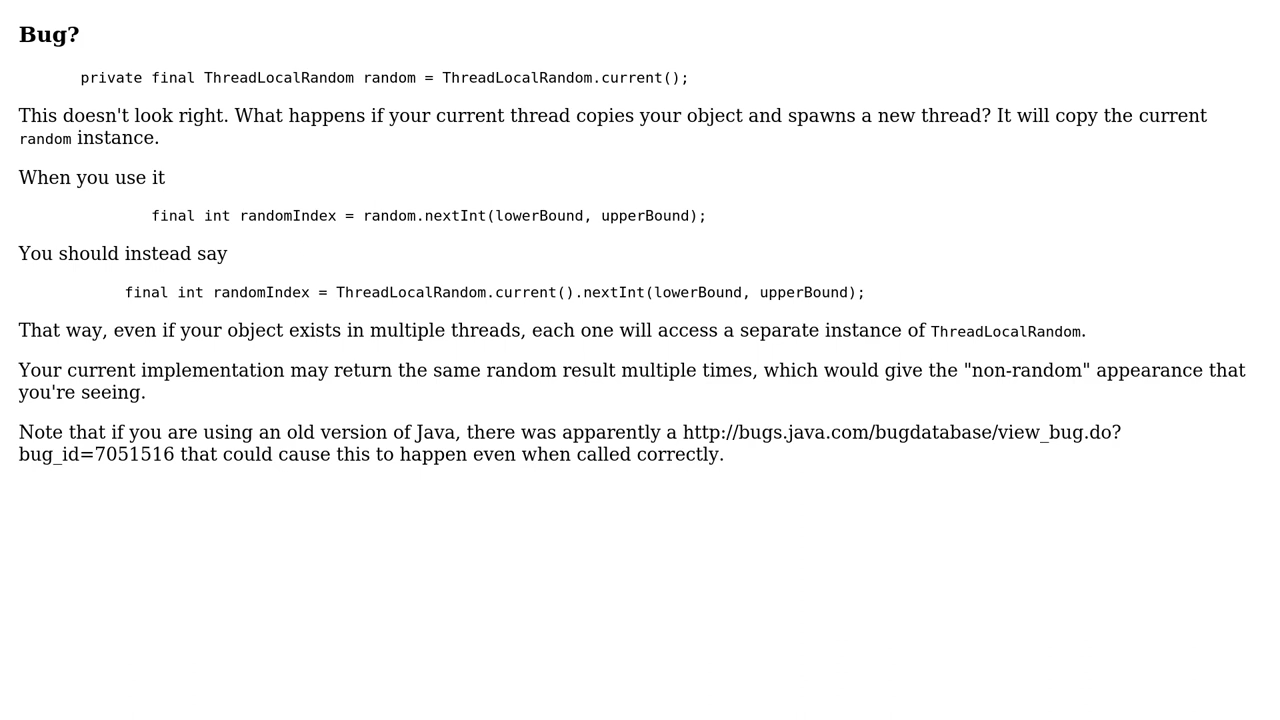 Bug?
private final ThreadLocalRandom random = ThreadLocalRandom.current();
This doesn't look right. What happens if your current thread copies your object and spawns a new thread? It will copy the current
random instance.
When you use it
final int randomIndex = random.nextInt(lowerBound, upperBound);
You should instead say
final int randomIndex = ThreadLocalRandom.current().nextInt(lowerBound, upperBound);
That way, even if your object exists in multiple threads, each one will access a separate instance of ThreadLocalRandom.
Your current implementation may return the same random result multiple times, which would give the "non-random" appearance that
you're seeing.
Note that if you are using an old version of Java, there was apparently a http://bugs.java.com/bugdatabase/view_bug.do?
bug_id=7051516 that could cause this to happen even when called correctly.